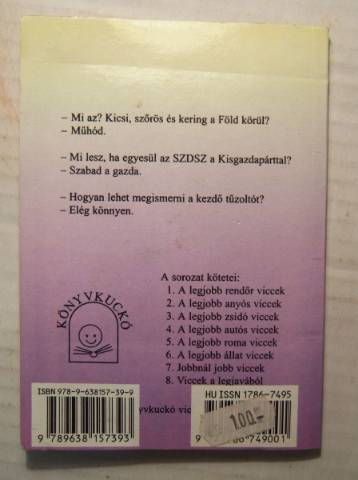 – Mi az? Kicsi, szőrös és kering a Föld körül?
– Műhód.
– Mi lesz, ha egyesül az SZDSZ a Kisgazdapárttal?
– Szabad a gazda.
– Hogyan lehet megismerni a kezdő tűzoltót?
– Elég könnyen.
KÖNYVKUCKÓ
A sorozat kötetei:
1. A legjobb rendőr viccek
2. A legjobb anyós viccek
3. A legjobb zsidó viccek
4. A legjobb autós viccek
5. A legjobb roma viccek
6. A legjobb állat viccek
7. Jobbnál jobb viccek
8. Viccek a legjavából
ISBN 978-9-638157-39-9
9 789638 157393
HU ISSN 1786-7495
100.-
749001